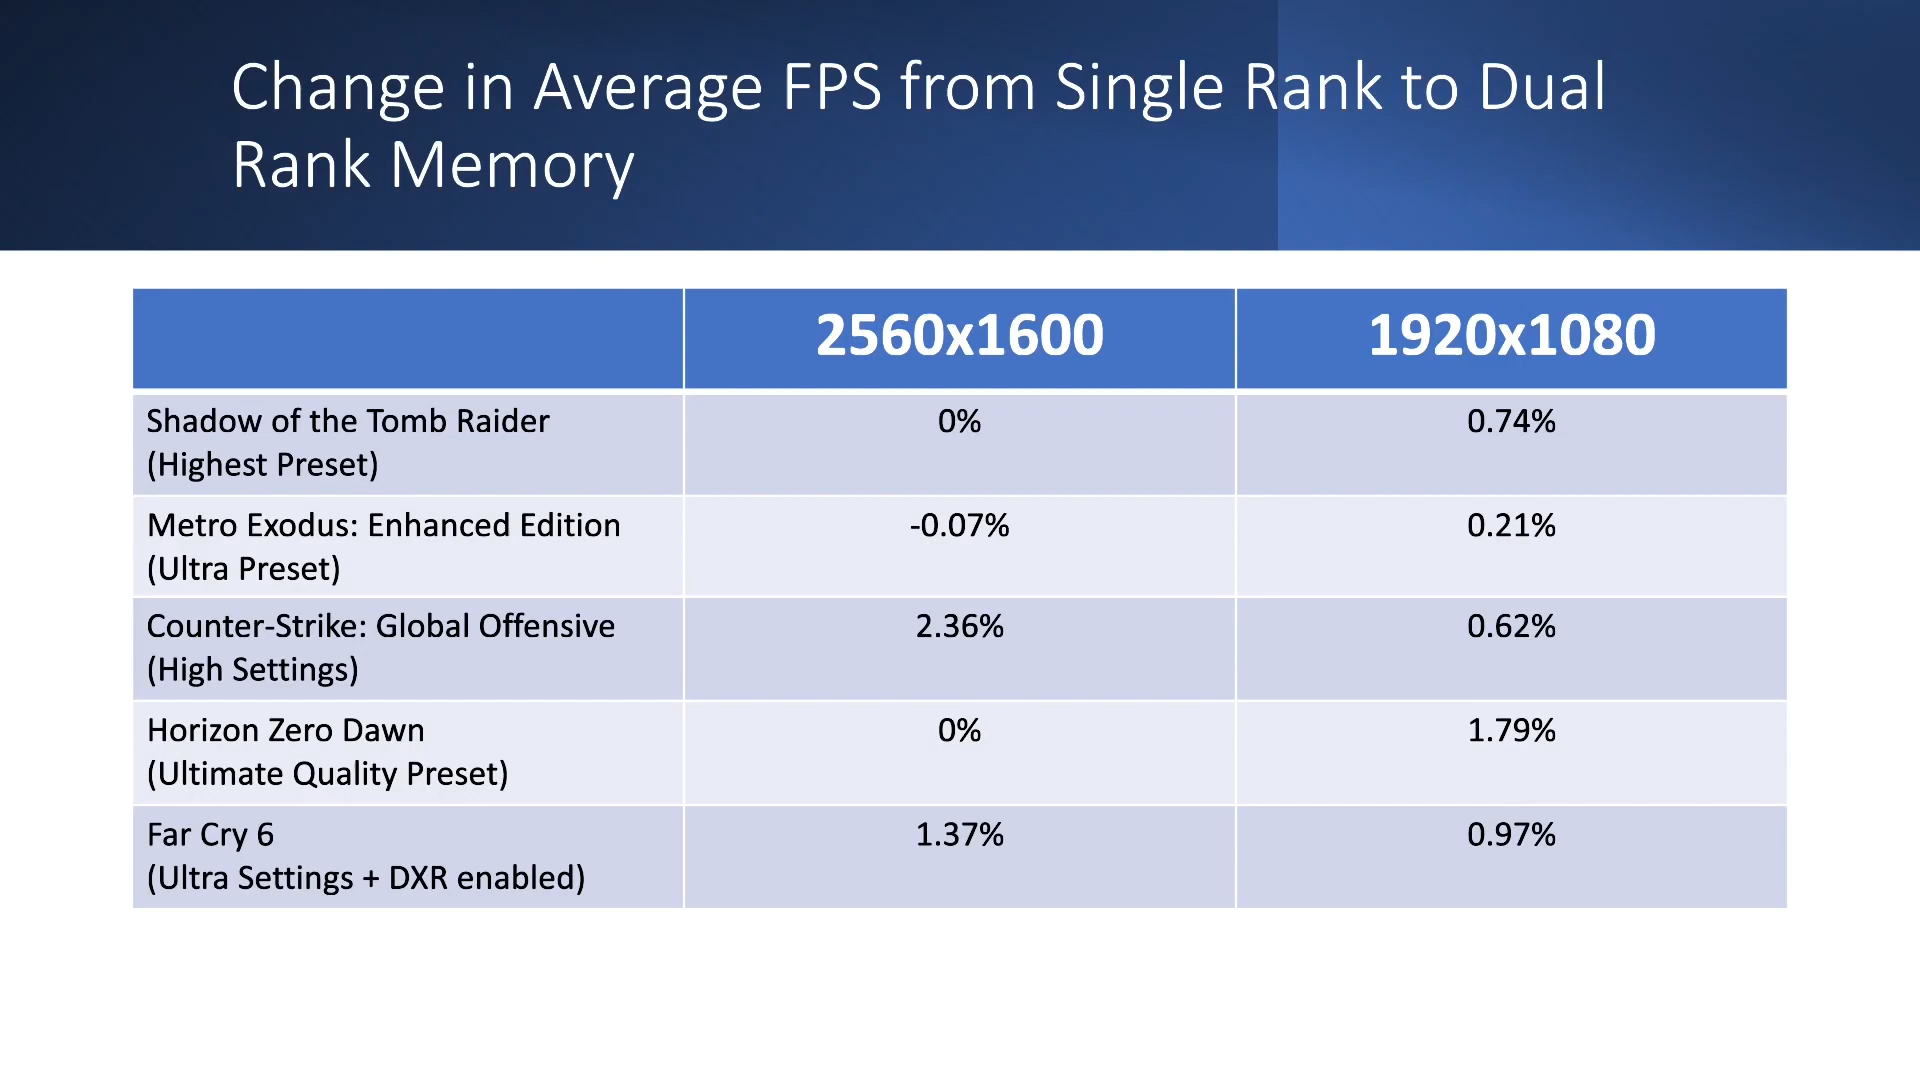 Change in Average FPS from Single Rank to Dual
Rank Memory
2560x1600 1920x1080
Shadow of the Tomb Raider 0% 0.74%
(Highest Preset)
Metro Exodus: Enhanced Edition -0.07% 0.21%
(Ultra Preset)
Counter-Strike: Global Offensive 2.36% 0.62%
(High Settings)
Horizon Zero Dawn 0% 1.79%
(Ultimate Quality Preset)
Far Cry 6 1.37% 0.97%
(Ultra Settings + DXR enabled)